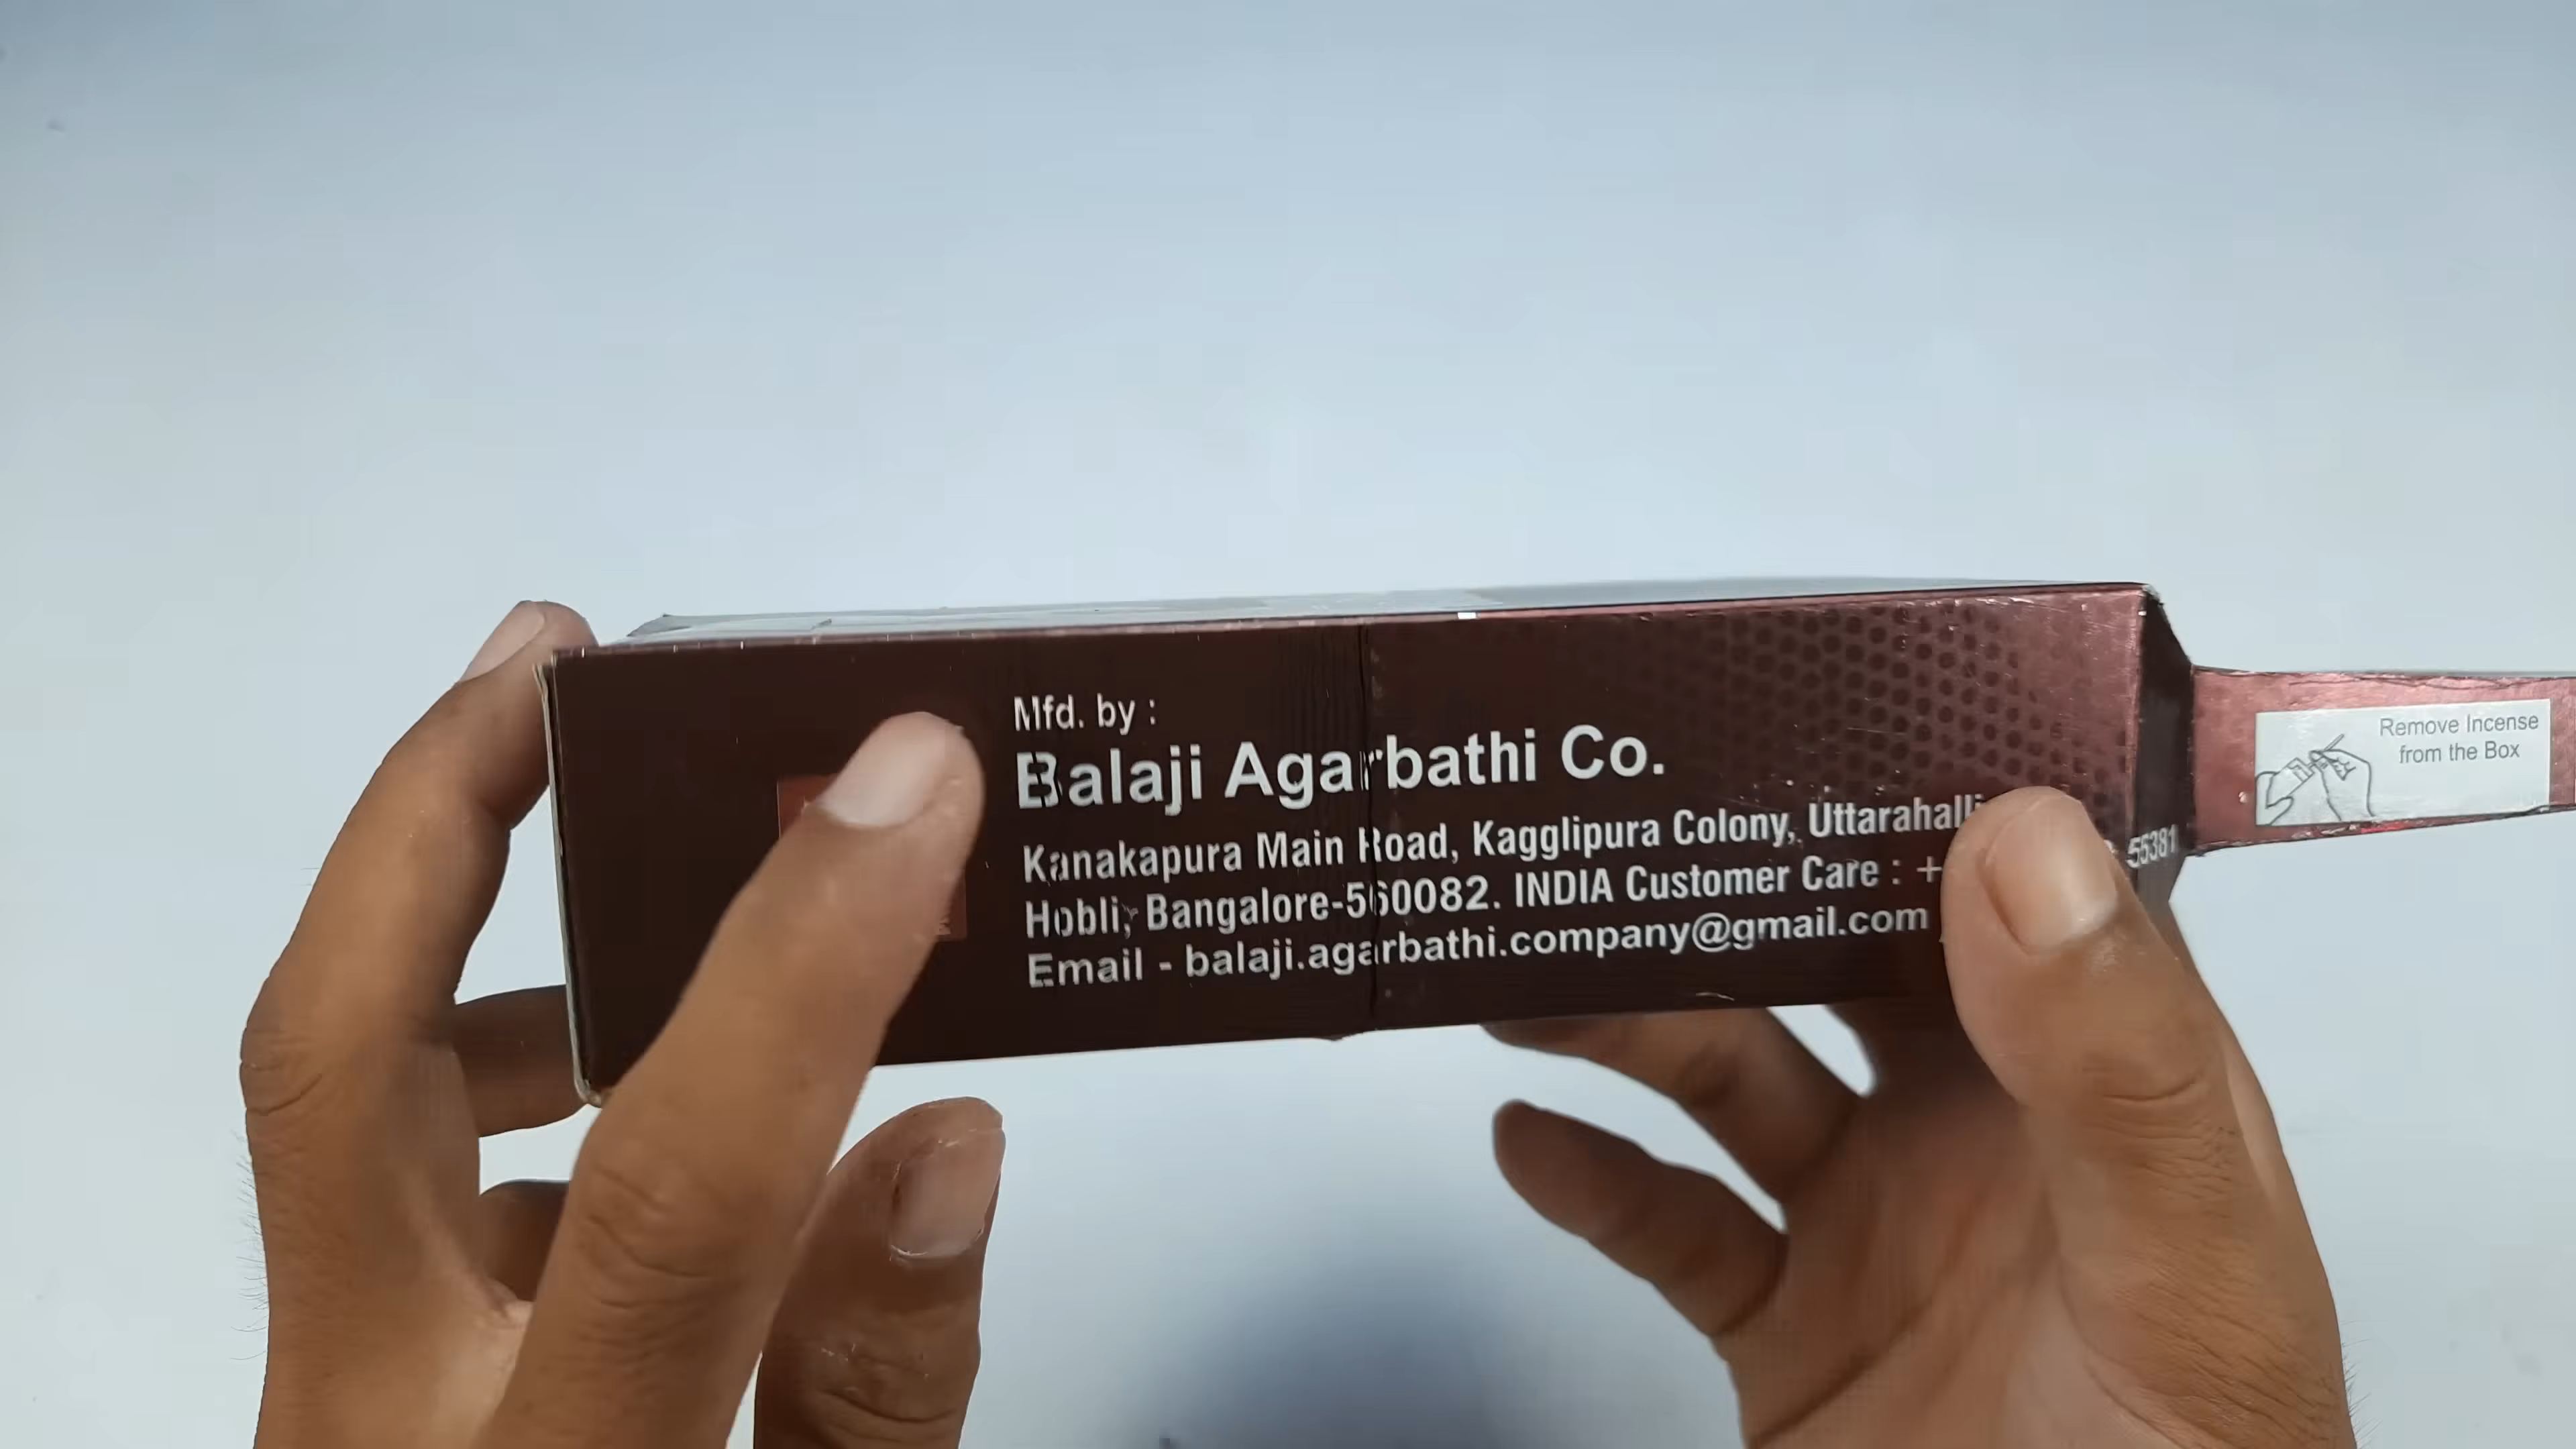 Mfd. by :
Balaji Agarbathi Co.
Kanakapura Main Road, Kagglipura Colony, Uttarahalli
Hobli, Bangalore-560082. INDIA Customer Care : + 55381
Email - balaji.agarbathi.company@gmail.com
Remove Incense
from the Box